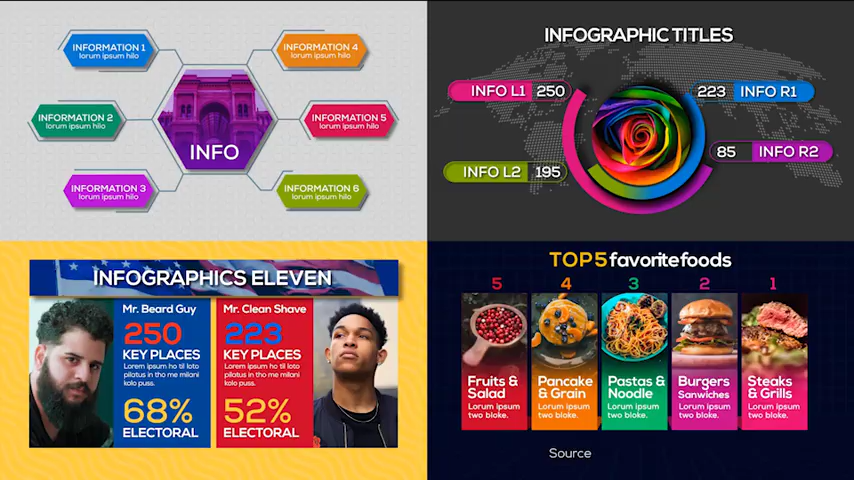 INFORMATION 1
lorum ipsum hilo
INFORMATION 4
lorum ipsum hilo
INFORMATION 2
lorum ipsum hilo
INFORMATION 5
lorum ipsum hilo
INFO
INFORMATION 3
lorum ipsum hilo
INFORMATION 6
lorum ipsum hilo
INFOGRAPHIC TITLES
INFO L1 250
223 INFO R1
85 INFO R2
INFO L2 195
INFOGRAPHICS ELEVEN
Mr. Beard Guy
250
KEY PLACES
Lorem ipsum ho til
pilatus in tho me milani
kolo puss.
68%
ELECTORAL
Mr. Clean Shave
223
KEY PLACES
Lorem ipsum ho til
pilatus in tho me milani
kolo puss.
52%
ELECTORAL
TOP5 favorite foods
5
4
3
2
1
Fruits &
Salad
Lorum ipsum
two bloke.
Pancake
& Grain
Lorum ipsum
two bloke.
Pastas &
Noodle
Lorum ipsum
two bloke.
Burgers
Sanwiches
Lorum ipsum
two bloke.
Steaks
& Grills
Lorum ipsum
two bloke.
Source